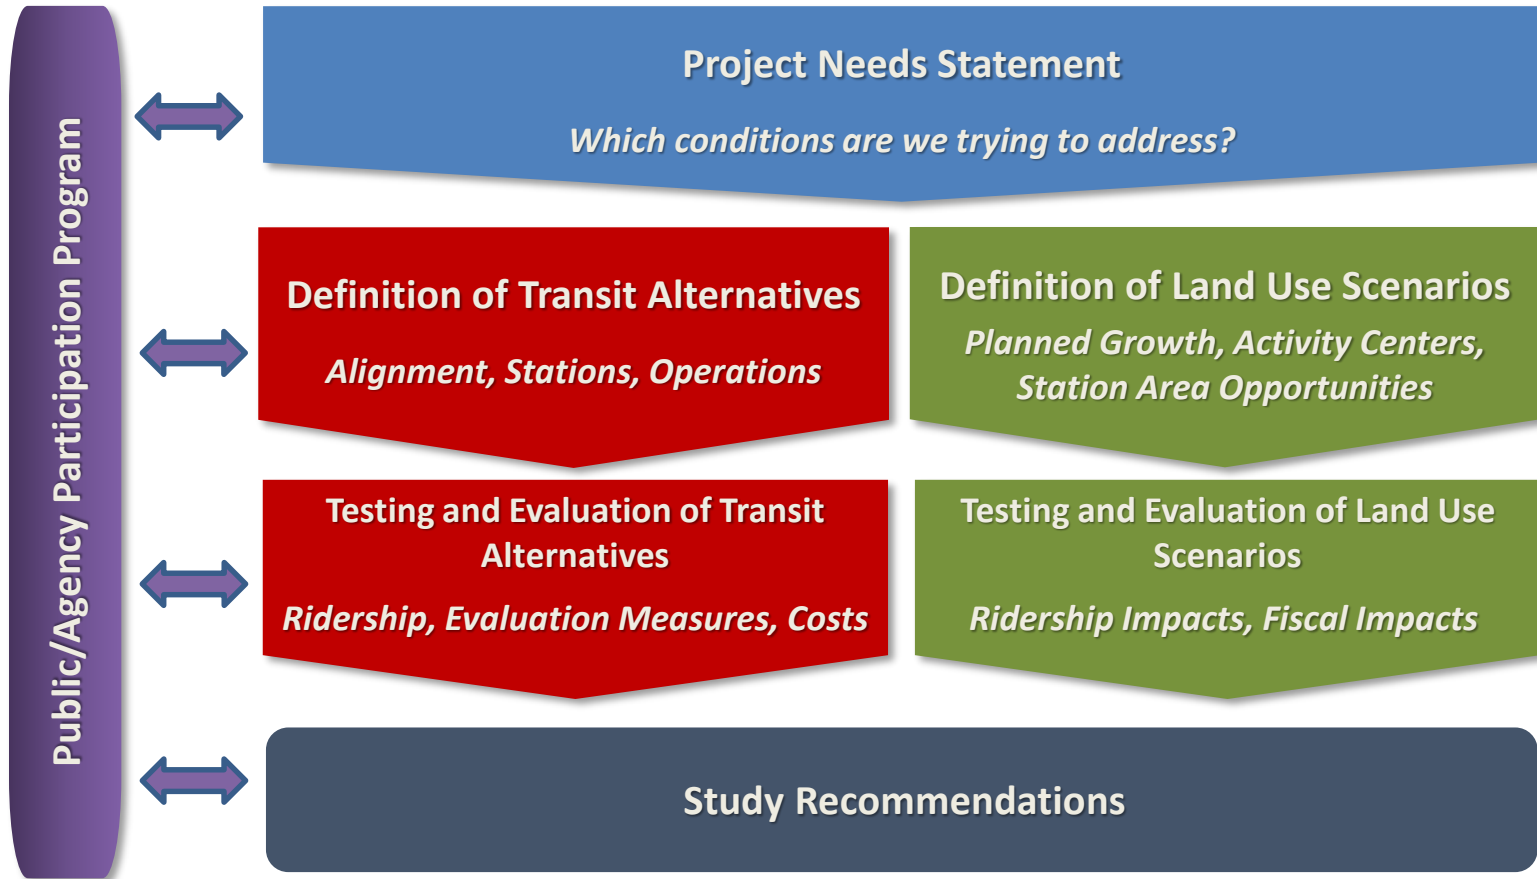 Public/Agency Participation Program
Project Needs Statement
Which conditions are we trying to address?
Definition of Transit Alternatives
Alignment, Stations, Operations
Definition of Land Use Scenarios
Planned Growth, Activity Centers,
Station Area Opportunities
Testing and Evaluation of Transit
Alternatives
Ridership, Evaluation Measures, Costs
Testing and Evaluation of Land Use
Scenarios
Ridership Impacts, Fiscal Impacts
Study Recommendations